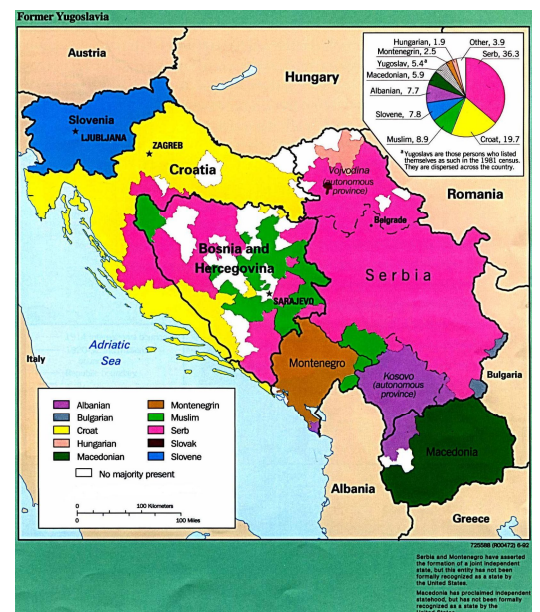 Former Yugoslavia
Austria
Hungary
Hungarian, 1.9
Other, 3.9
Montenegrin, 2.5
Serb, 36.3
Yugoslav, 5.4ª
Macedonian, 5.9
Albanian, 7.7
Slovene, 7.8
Muslim, 8.9
Croat, 19.7
ª Yugoslavs are those persons who listed
themselves as such in the 1981 census.
They are dispersed across the country.
Slovenia
LJUBLJANA
ZAGREB
Croatia
Vojvodina
(autonomous
province)
Romania
Belgrade
Bosnia and
Hercegovina
Serbia
SARAJEVO
Adriatic
Sea
Italy
Montenegro
Kosovo
(autonomous
province)
Bulgaria
Albanian
Bulgarian
Croat
Hungarian
Macedonian
Montenegrin
Muslim
Serb
Slovak
Slovene
No majority present
0 100 Kilometers
0 100 Miles
Macedonia
Albania
Greece
725588 (R00472) 6-92
Serbia and Montenegro have asserted
the formation of a joint independent
state, but this entity has not been
formally recognized as a state by
the United States.
Macedonia has proclaimed independent
statehood, but has not been formally
recognized as a state by the
United States.